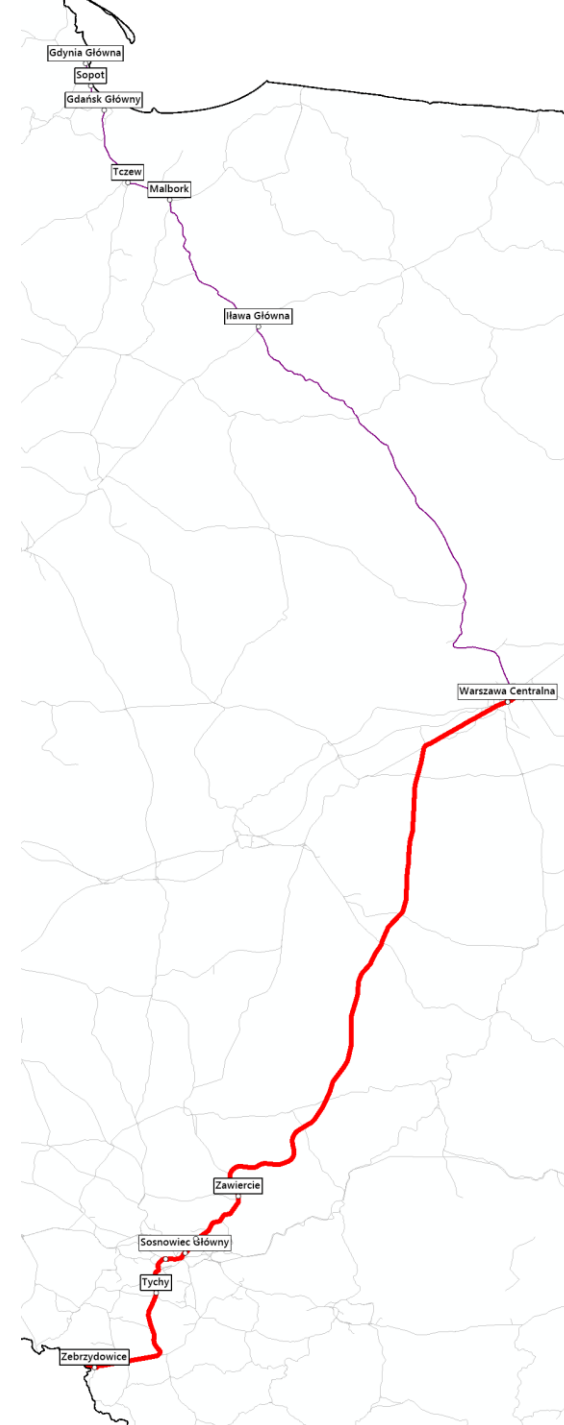 Gdynia Główna
Sopot
Gdańsk Główny
Tczew
Malbork
Iława Główna
Warszawa Centralna
Zawiercie
Sosnowiec Główny
Tychy
Zebrzydowice